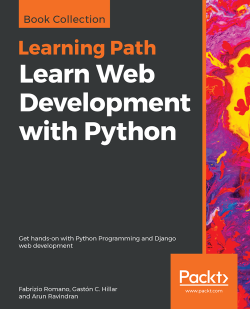 Book Collection
Learning Path
Learn Web
Development
with Python
Get hands-on with Python Programming and Django
web development
Fabrizio Romano, Gastón C. Hillar
and Arun Ravindran
Packt>
www.packt.com